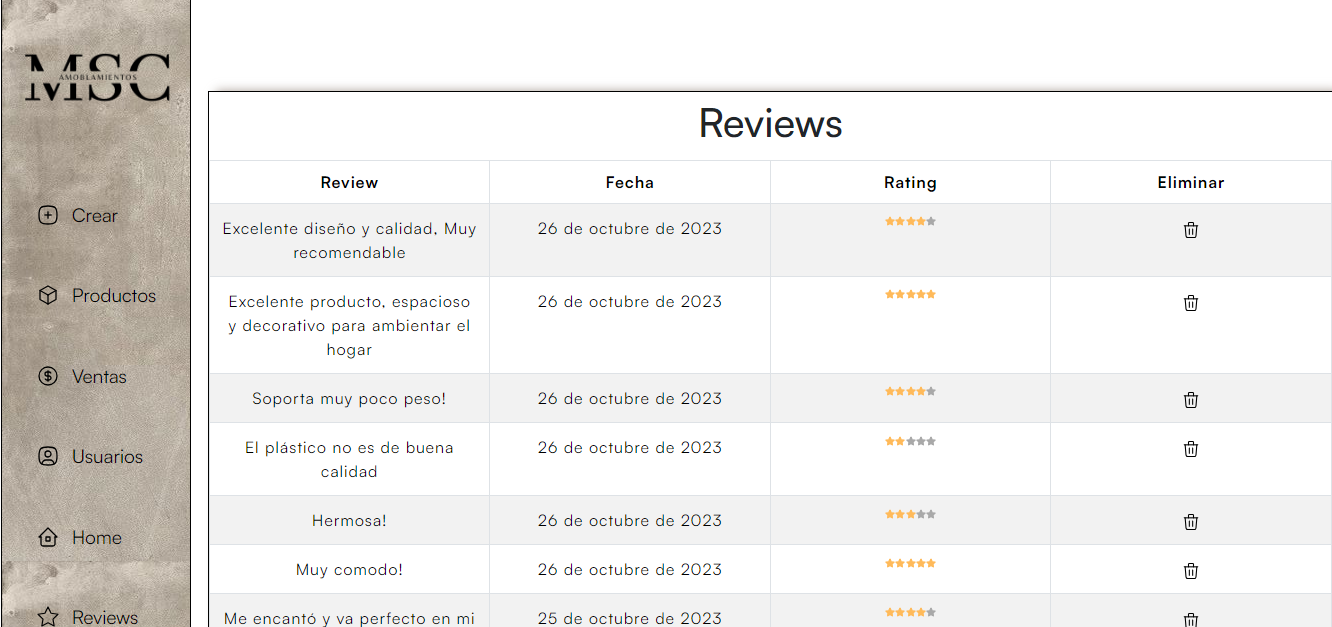 MSC
AMOBLAMIENTOS
Crear
Productos
Ventas
Usuarios
Home
Reviews
Reviews
Review Fecha Rating Eliminar
Excelente diseño y calidad, Muy 26 de octubre de 2023
recomendable
Excelente producto, espacioso 26 de octubre de 2023
y decorativo para ambientar el
hogar
Soporta muy poco peso! 26 de octubre de 2023
El plástico no es de buena 26 de octubre de 2023
calidad
Hermosa! 26 de octubre de 2023
Muy comodo! 26 de octubre de 2023
Me encantó y va perfecto en mi 25 de octubre de 2023